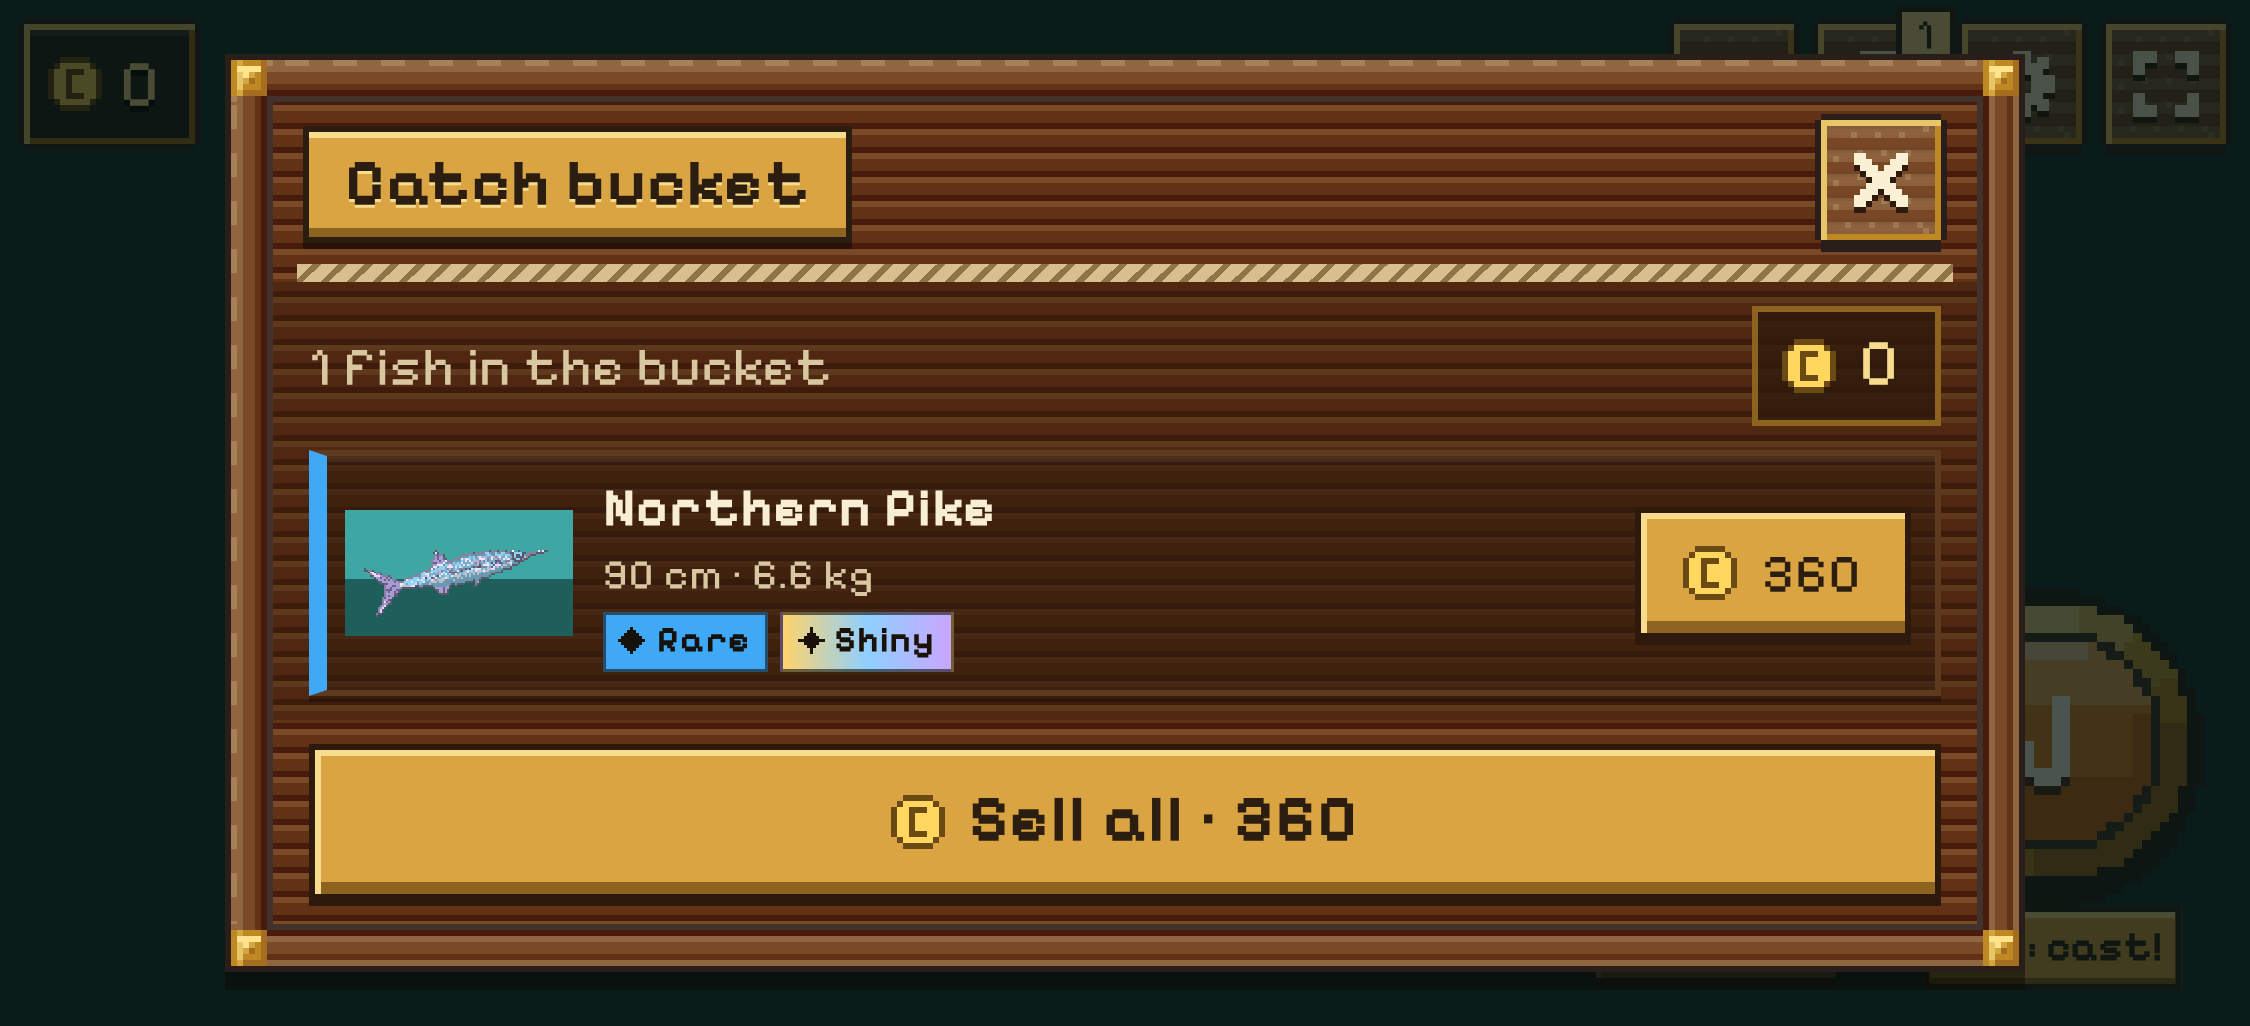 0
1
Catch bucket
1 fish in the bucket
0
Northern Pike
90 cm · 6.6 kg
360
Rare
Shiny
Sell all · 360
: cast!